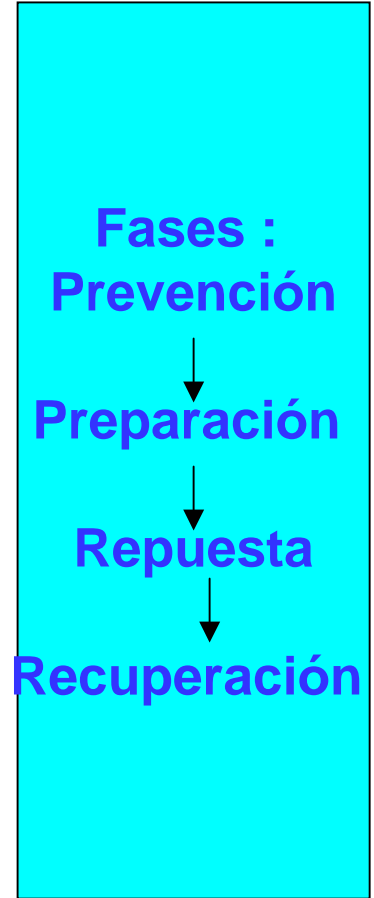 Fases :
Prevención
Preparación
Repuesta
Recuperación